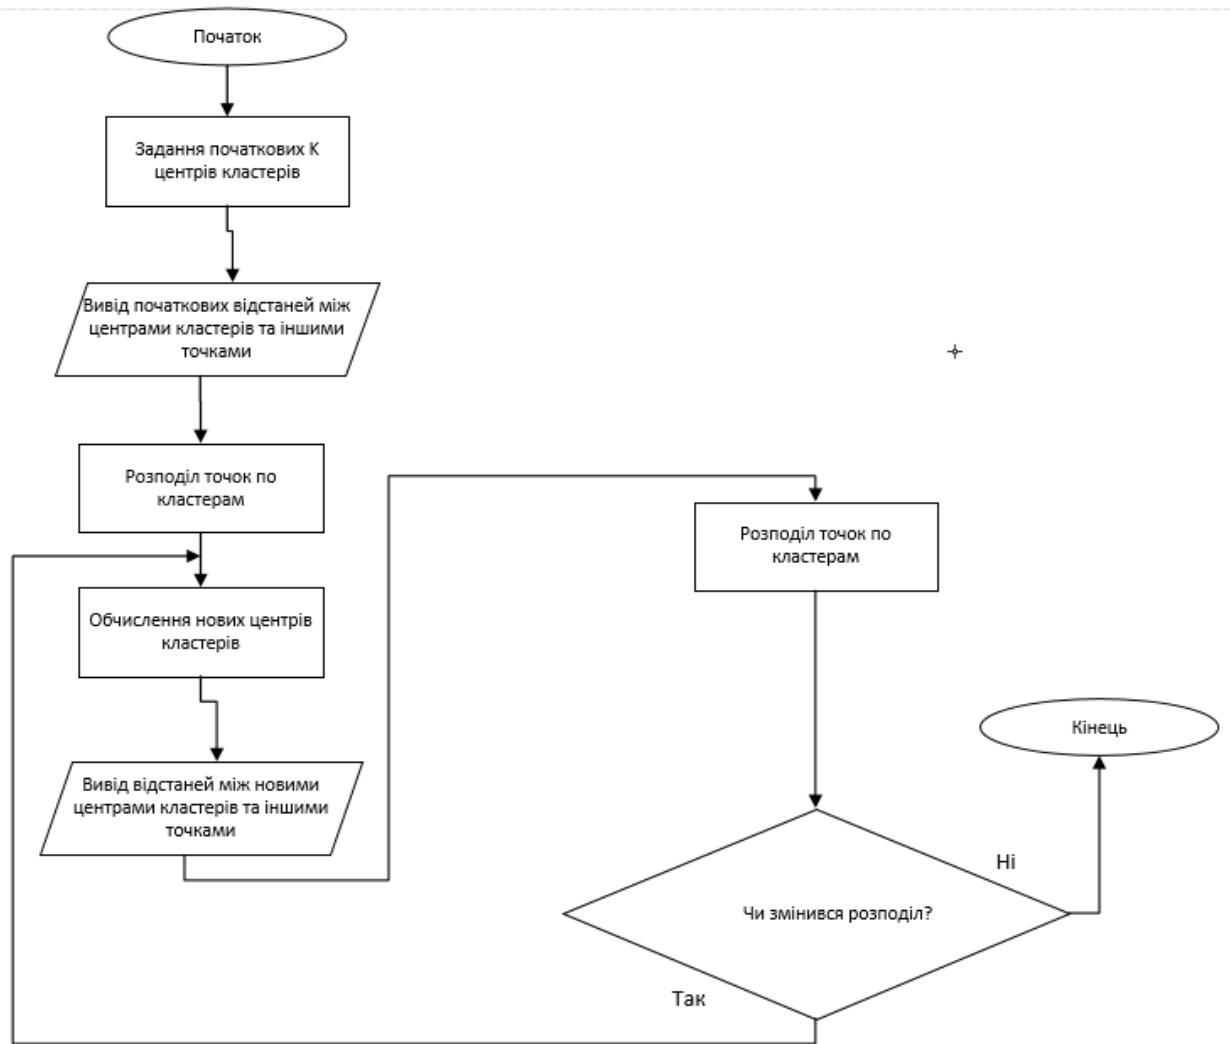 Початок
Задання початкових К
центрів кластерів
Вивід початкових відстаней між
центрами кластерів та іншими
точками
Розподіл точок по
кластерам
Обчислення нових центрів
кластерів
Вивід відстаней між новими
центрами кластерів та іншими
точками
Розподіл точок по
кластерам
Чи змінився розподіл?
Ні
Так
Кінець